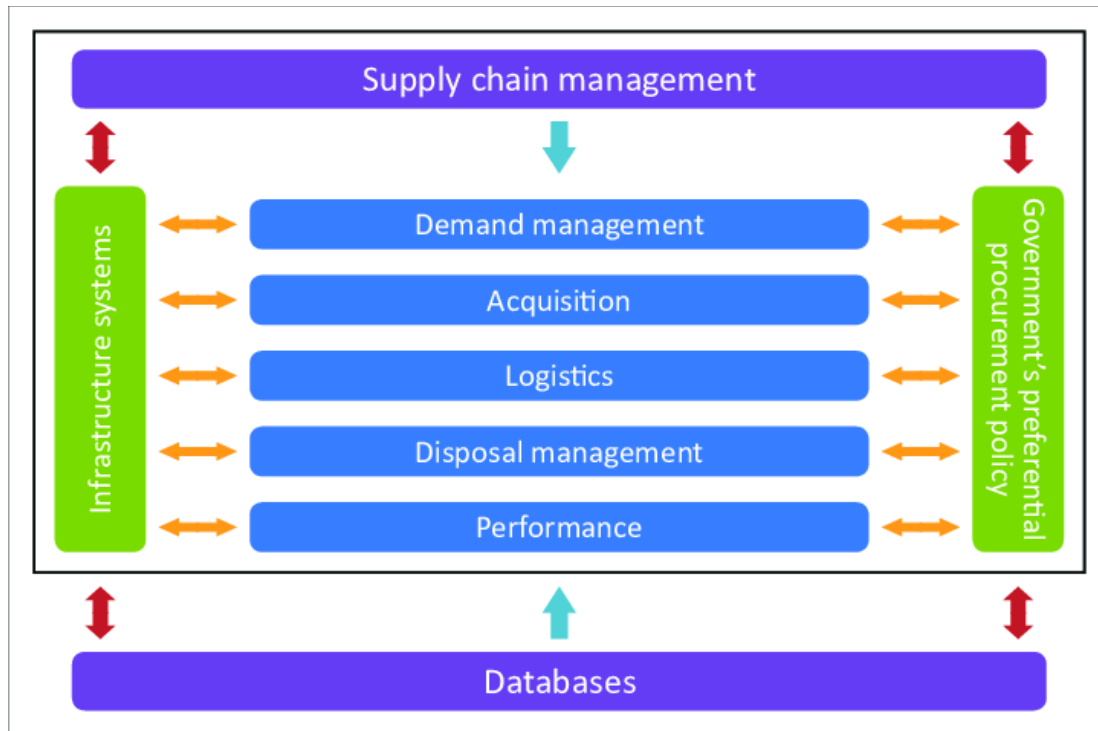 Supply chain management
Infrastructure systems
Demand management
Acquisition
Logistics
Disposal management
Performance
Government’s preferential
procurement policy
Databases